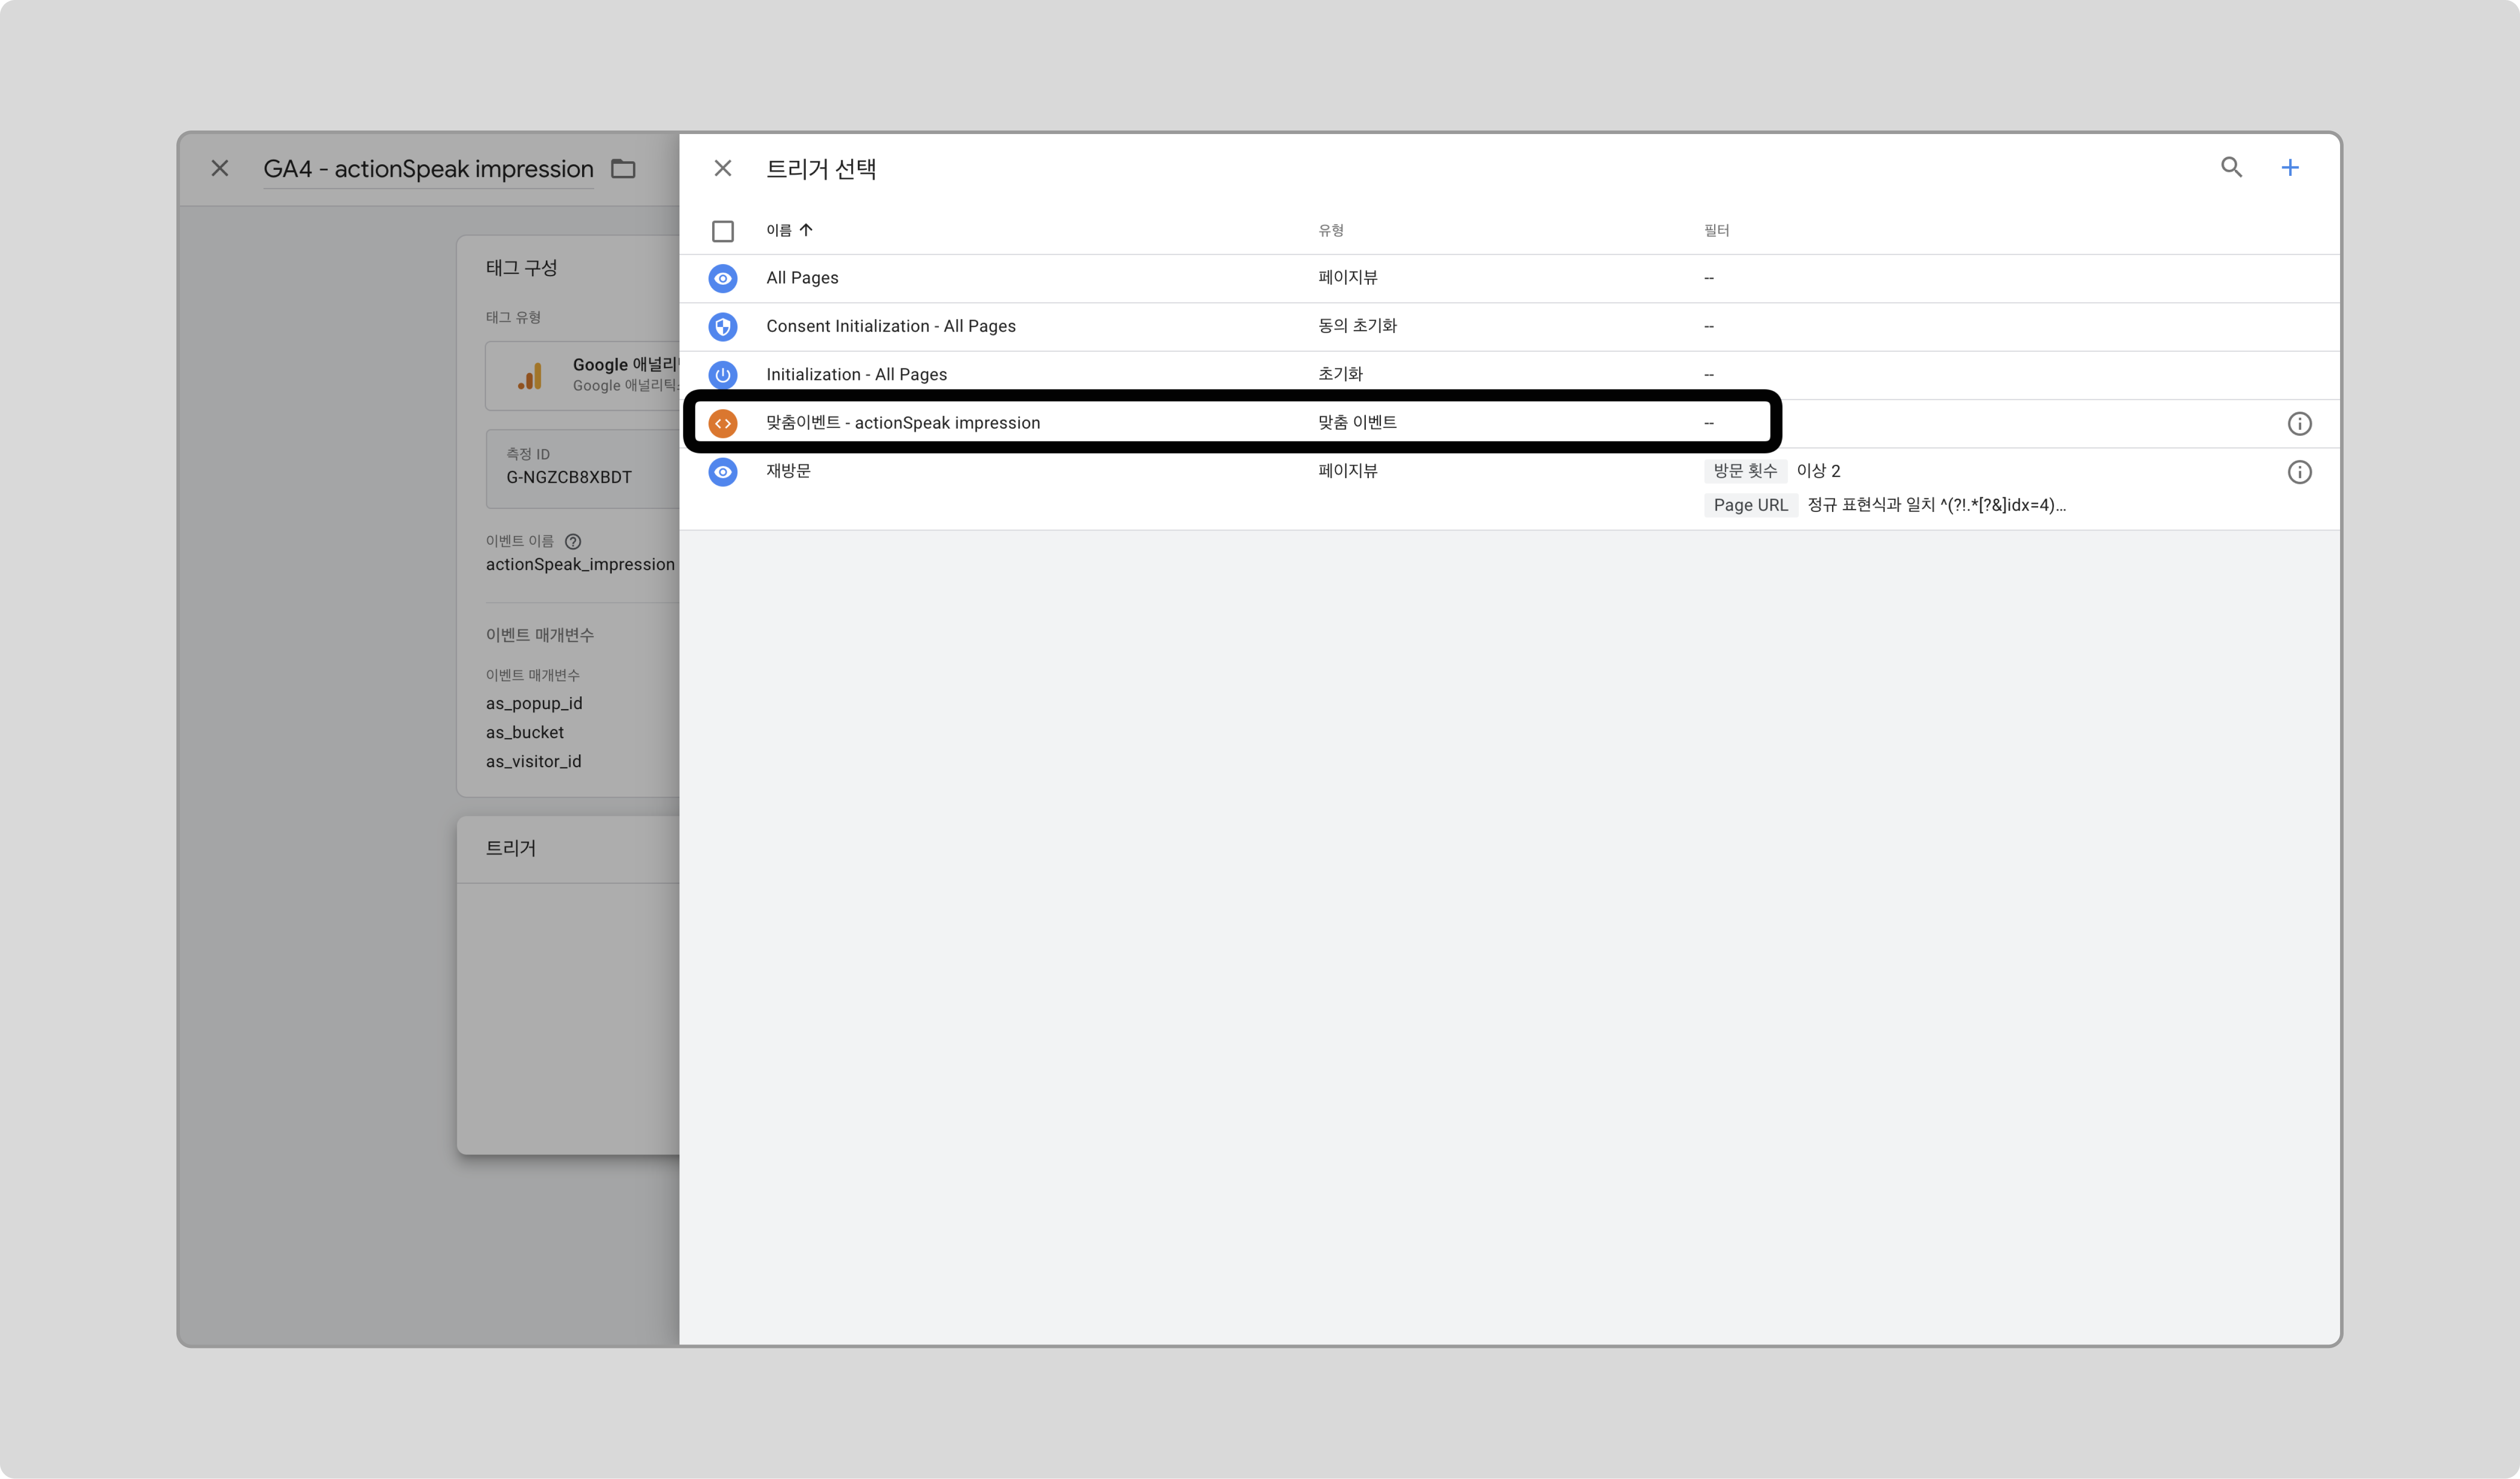 GA4 - actionSpeak impression
태그 구성
태그 유형
Google 애널리
Google 애널리틱
측정 ID
G-NGZCB8XBDT
이벤트 이름
actionSpeak_impression
이벤트 매개변수
이벤트 매개변수
as_popup_id
as_bucket
as_visitor_id
트리거
트리거 선택
이름 유형 필터
All Pages 페이지뷰 --
Consent Initialization - All Pages 동의 초기화 --
Initialization - All Pages 초기화 --
맞춤이벤트 - actionSpeak impression 맞춤 이벤트 --
재방문 페이지뷰 방문 횟수 이상 2
Page URL 정규 표현식과 일치 ^(?!.*[?&]idx=4)...